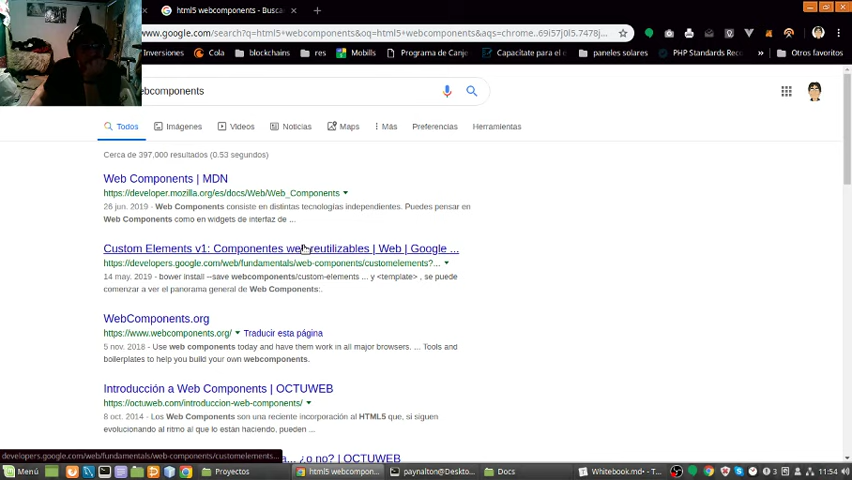 html5 webcomponents - Busca
www.google.com/search?q=html5+webcomponents&oq=html5+webcomponents&aqs=chrome..69i57j0l5.7478j...
ubuntu-Wineros
Cola
blockchains
res
Mobills
Programa de Canje
Capacítate para el
paneles solares
PHP Standards Rec
»
Otros favoritos
ebcomponents
Todos
Imágenes
Videos
Noticias
Maps
Más
Preferencias
Herramientas
Cerca de 397.000 resultados (0.53 segundos)
Web Components | MDN
https://developer.mozilla.org/es/docs/Web/Web_Components
26 jun. 2019 - Web Components consiste en distintas tecnologías independientes. Puedes pensar en
Web Components como en widgets de interfaz de ...
Custom Elements v1: Componentes web reutilizables | Web | Google ...
https://developers.google.com/web/fundamentals/web-components/customelements?...
14 may. 2019 - bower install --save webcomponents/custom-elements ... y <template> , se puede
comenzar a ver el panorama general de Web Components:.
WebComponents.org
https://www.webcomponents.org/ Traducir esta página
5 nov. 2018 - Use web components today and have them work in all major browsers. ... Tools and
boilerplates to help you build your own webcomponents.
Introducción a Web Components | OCTUWEB
https://octuweb.com/introduccion-web-components/
8 oct. 2014 - Los Web Components son una reciente incorporación al HTML5 que, si siguen
evolucionando al ritmo al que lo están haciendo, pueden ...
a... ¿o no? | OCTUWEB
developers.google.com/web/fundamentals/web-components/customelements...
Menú
Proyectos
html5 webcompon...
paynalton@Deskto...
Docs
Whitebook.md• - T...
3
11:54